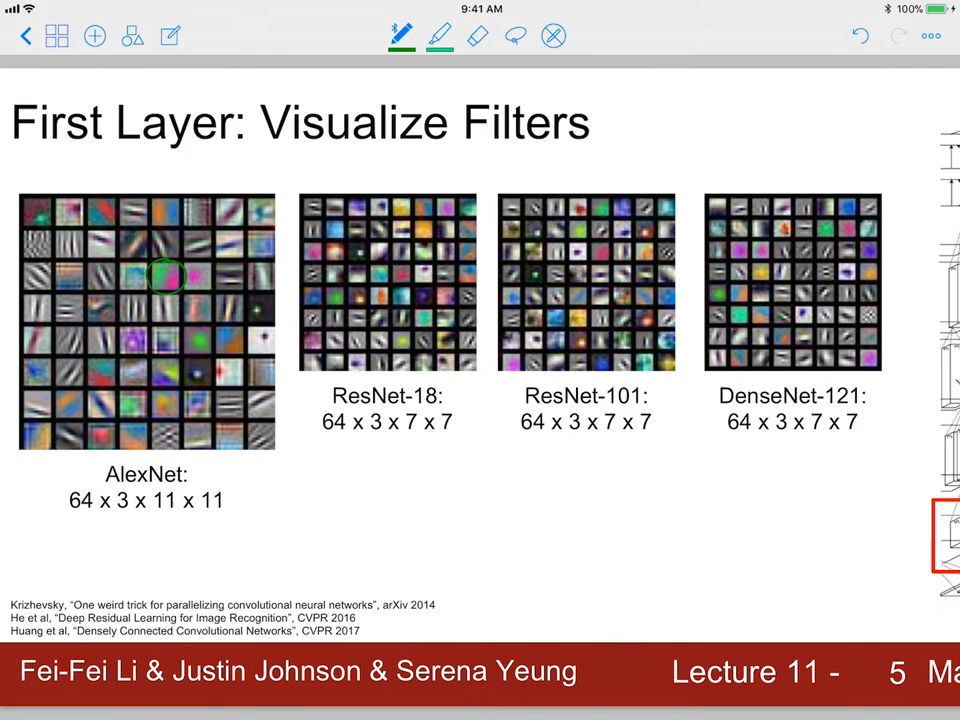 9:41 AM
100%
First Layer: Visualize Filters
AlexNet:
64 x 3 x 11 x 11
ResNet-18:
64 x 3 x 7 x 7
ResNet-101:
64 x 3 x 7 x 7
DenseNet-121:
64 x 3 x 7 x 7
Krizhevsky, “One weird trick for parallelizing convolutional neural networks”, arXiv 2014
He et al, “Deep Residual Learning for Image Recognition”, CVPR 2016
Huang et al, “Densely Connected Convolutional Networks”, CVPR 2017
Fei-Fei Li & Justin Johnson & Serena Yeung
Lecture 11 - 5 Ma